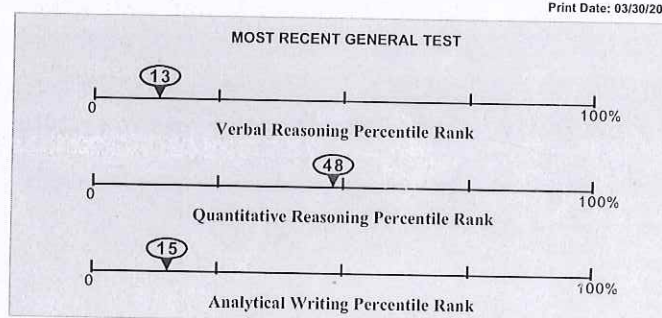 Print Date: 03/30/20
MOST RECENT GENERAL TEST
13
0 100%
Verbal Reasoning Percentile Rank
48
0 100%
Quantitative Reasoning Percentile Rank
15
0 100%
Analytical Writing Percentile Rank